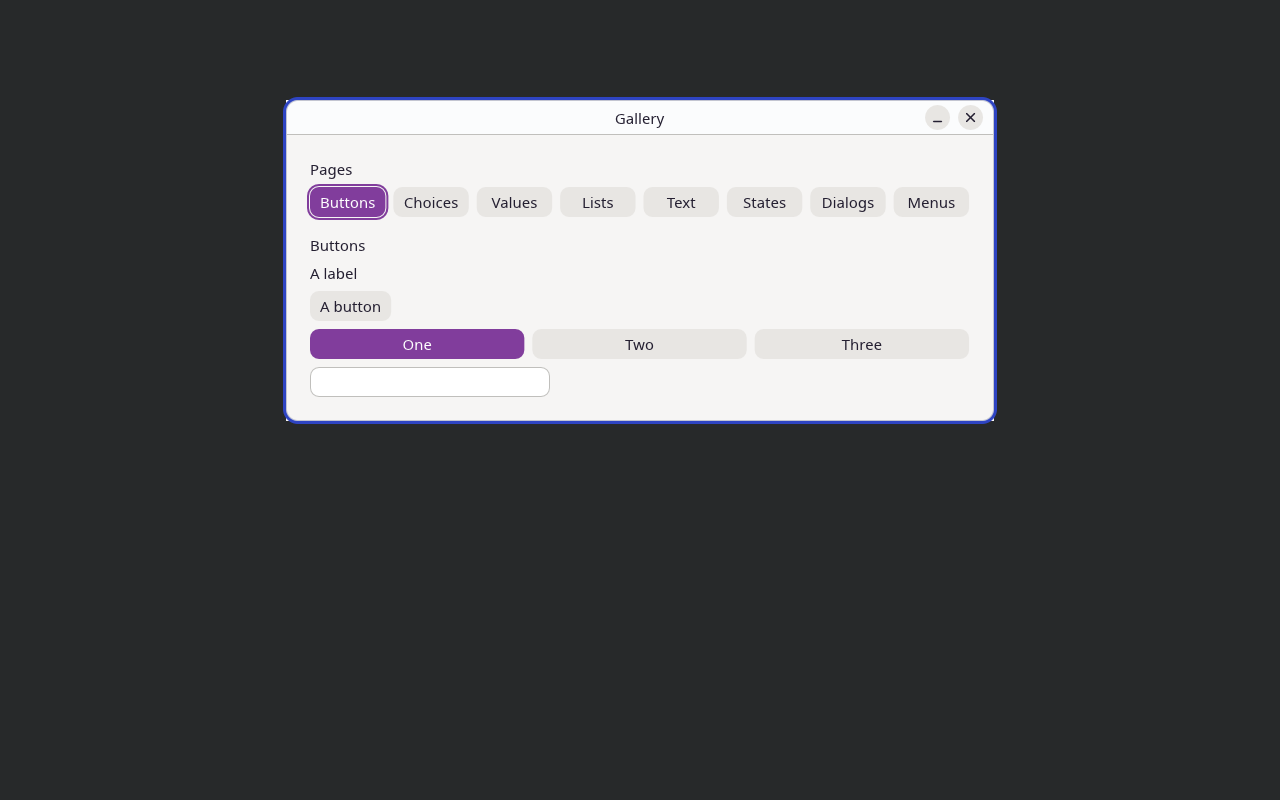 Gallery
Pages
Buttons Choices Values Lists Text States Dialogs Menus
Buttons
A label
A button
One Two Three